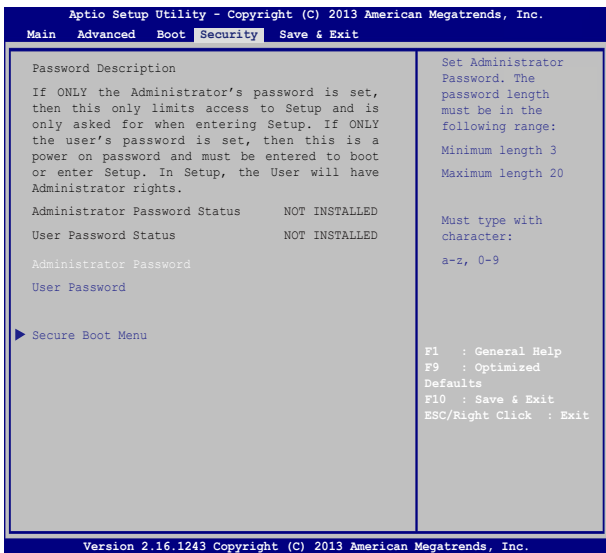 Aptio Setup Utility - Copyright (C) 2013 American Megatrends, Inc.
Main Advanced Boot Security Save & Exit
Password Description
If ONLY the Administrator's password is set,
then this only limits access to Setup and is
only asked for when entering Setup. If ONLY
the user's password is set, then this is a
power on password and must be entered to boot
or enter Setup. In Setup, the User will have
Administrator rights.
Administrator Password Status NOT INSTALLED
User Password Status NOT INSTALLED
Administrator Password
User Password
Secure Boot Menu
Set Administrator
Password. The
password length
must be in the
following range:
Minimum length 3
Maximum length 20
Must type with
character:
a-z, 0-9
F1 : General Help
F9 : Optimized
Defaults
F10 : Save & Exit
ESC/Right Click : Exit
Version 2.16.1243 Copyright (C) 2013 American Megatrends, Inc.